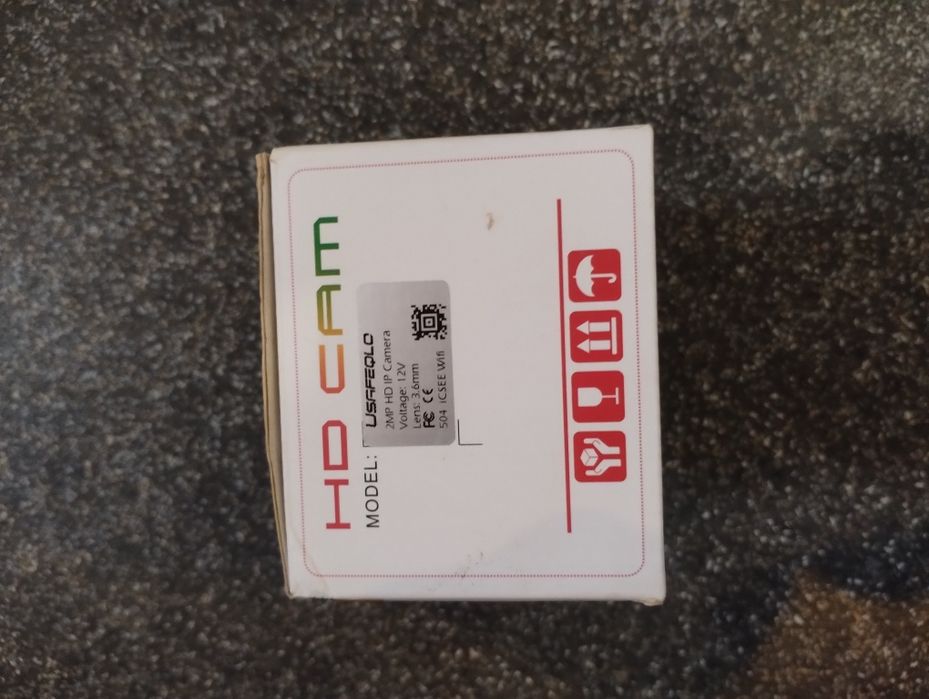 HD CAM
MODEL:
USAFEQLO
2MP HD IP Camera
Voltage: 12V
Lens: 3.6mm
FC CE
504 iCSEE Wifi